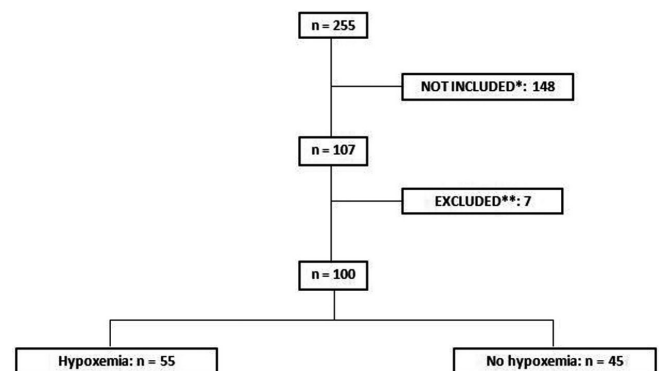 n = 255
NOT INCLUDED*: 148
n = 107
EXCLUDED**: 7
n = 100
Hypoxemia: n = 55
No hypoxemia: n = 45